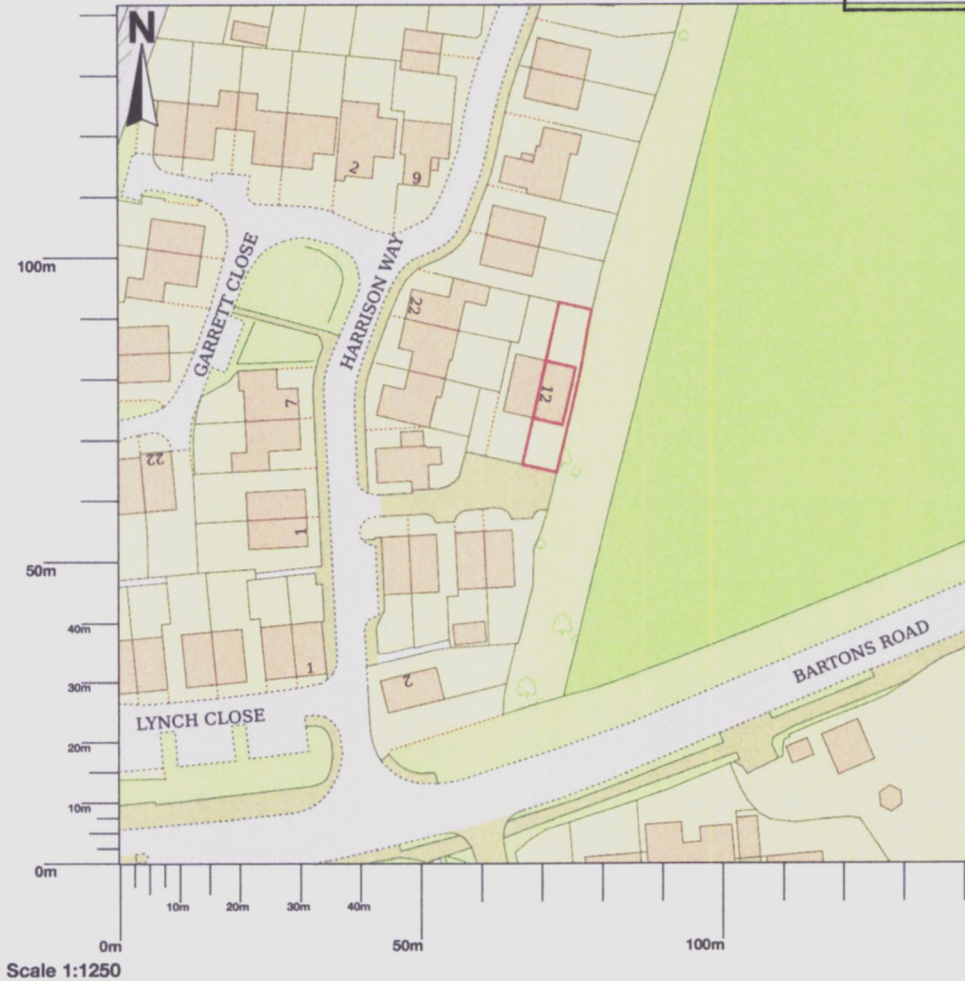 N
2
9
100m
GARRETT CLOSE
HARRISON WAY
22
12
7
22
1
50m
40m
1
2
30m
BARTONS ROAD
LYNCH CLOSE
20m
10m
0m
10m
20m
30m
40m
0m
50m
100m
Scale 1:1250